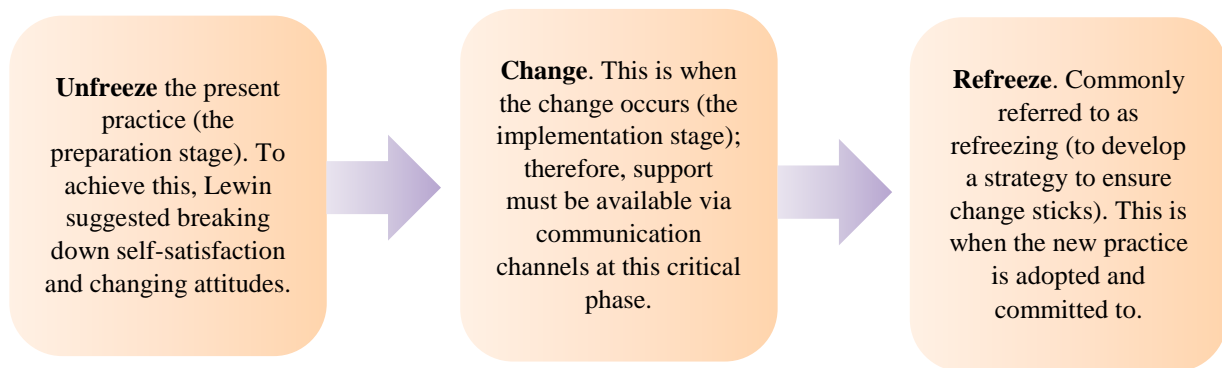 Unfreeze the present
practice (the
preparation stage). To
achieve this, Lewin
suggested breaking
down self-satisfaction
and changing attitudes.
Change. This is when
the change occurs (the
implementation stage);
therefore, support
must be available via
communication
channels at this critical
phase.
Refreeze. Commonly
referred to as
refreezing (to develop
a strategy to ensure
change sticks). This is
when the new practice
is adopted and
committed to.